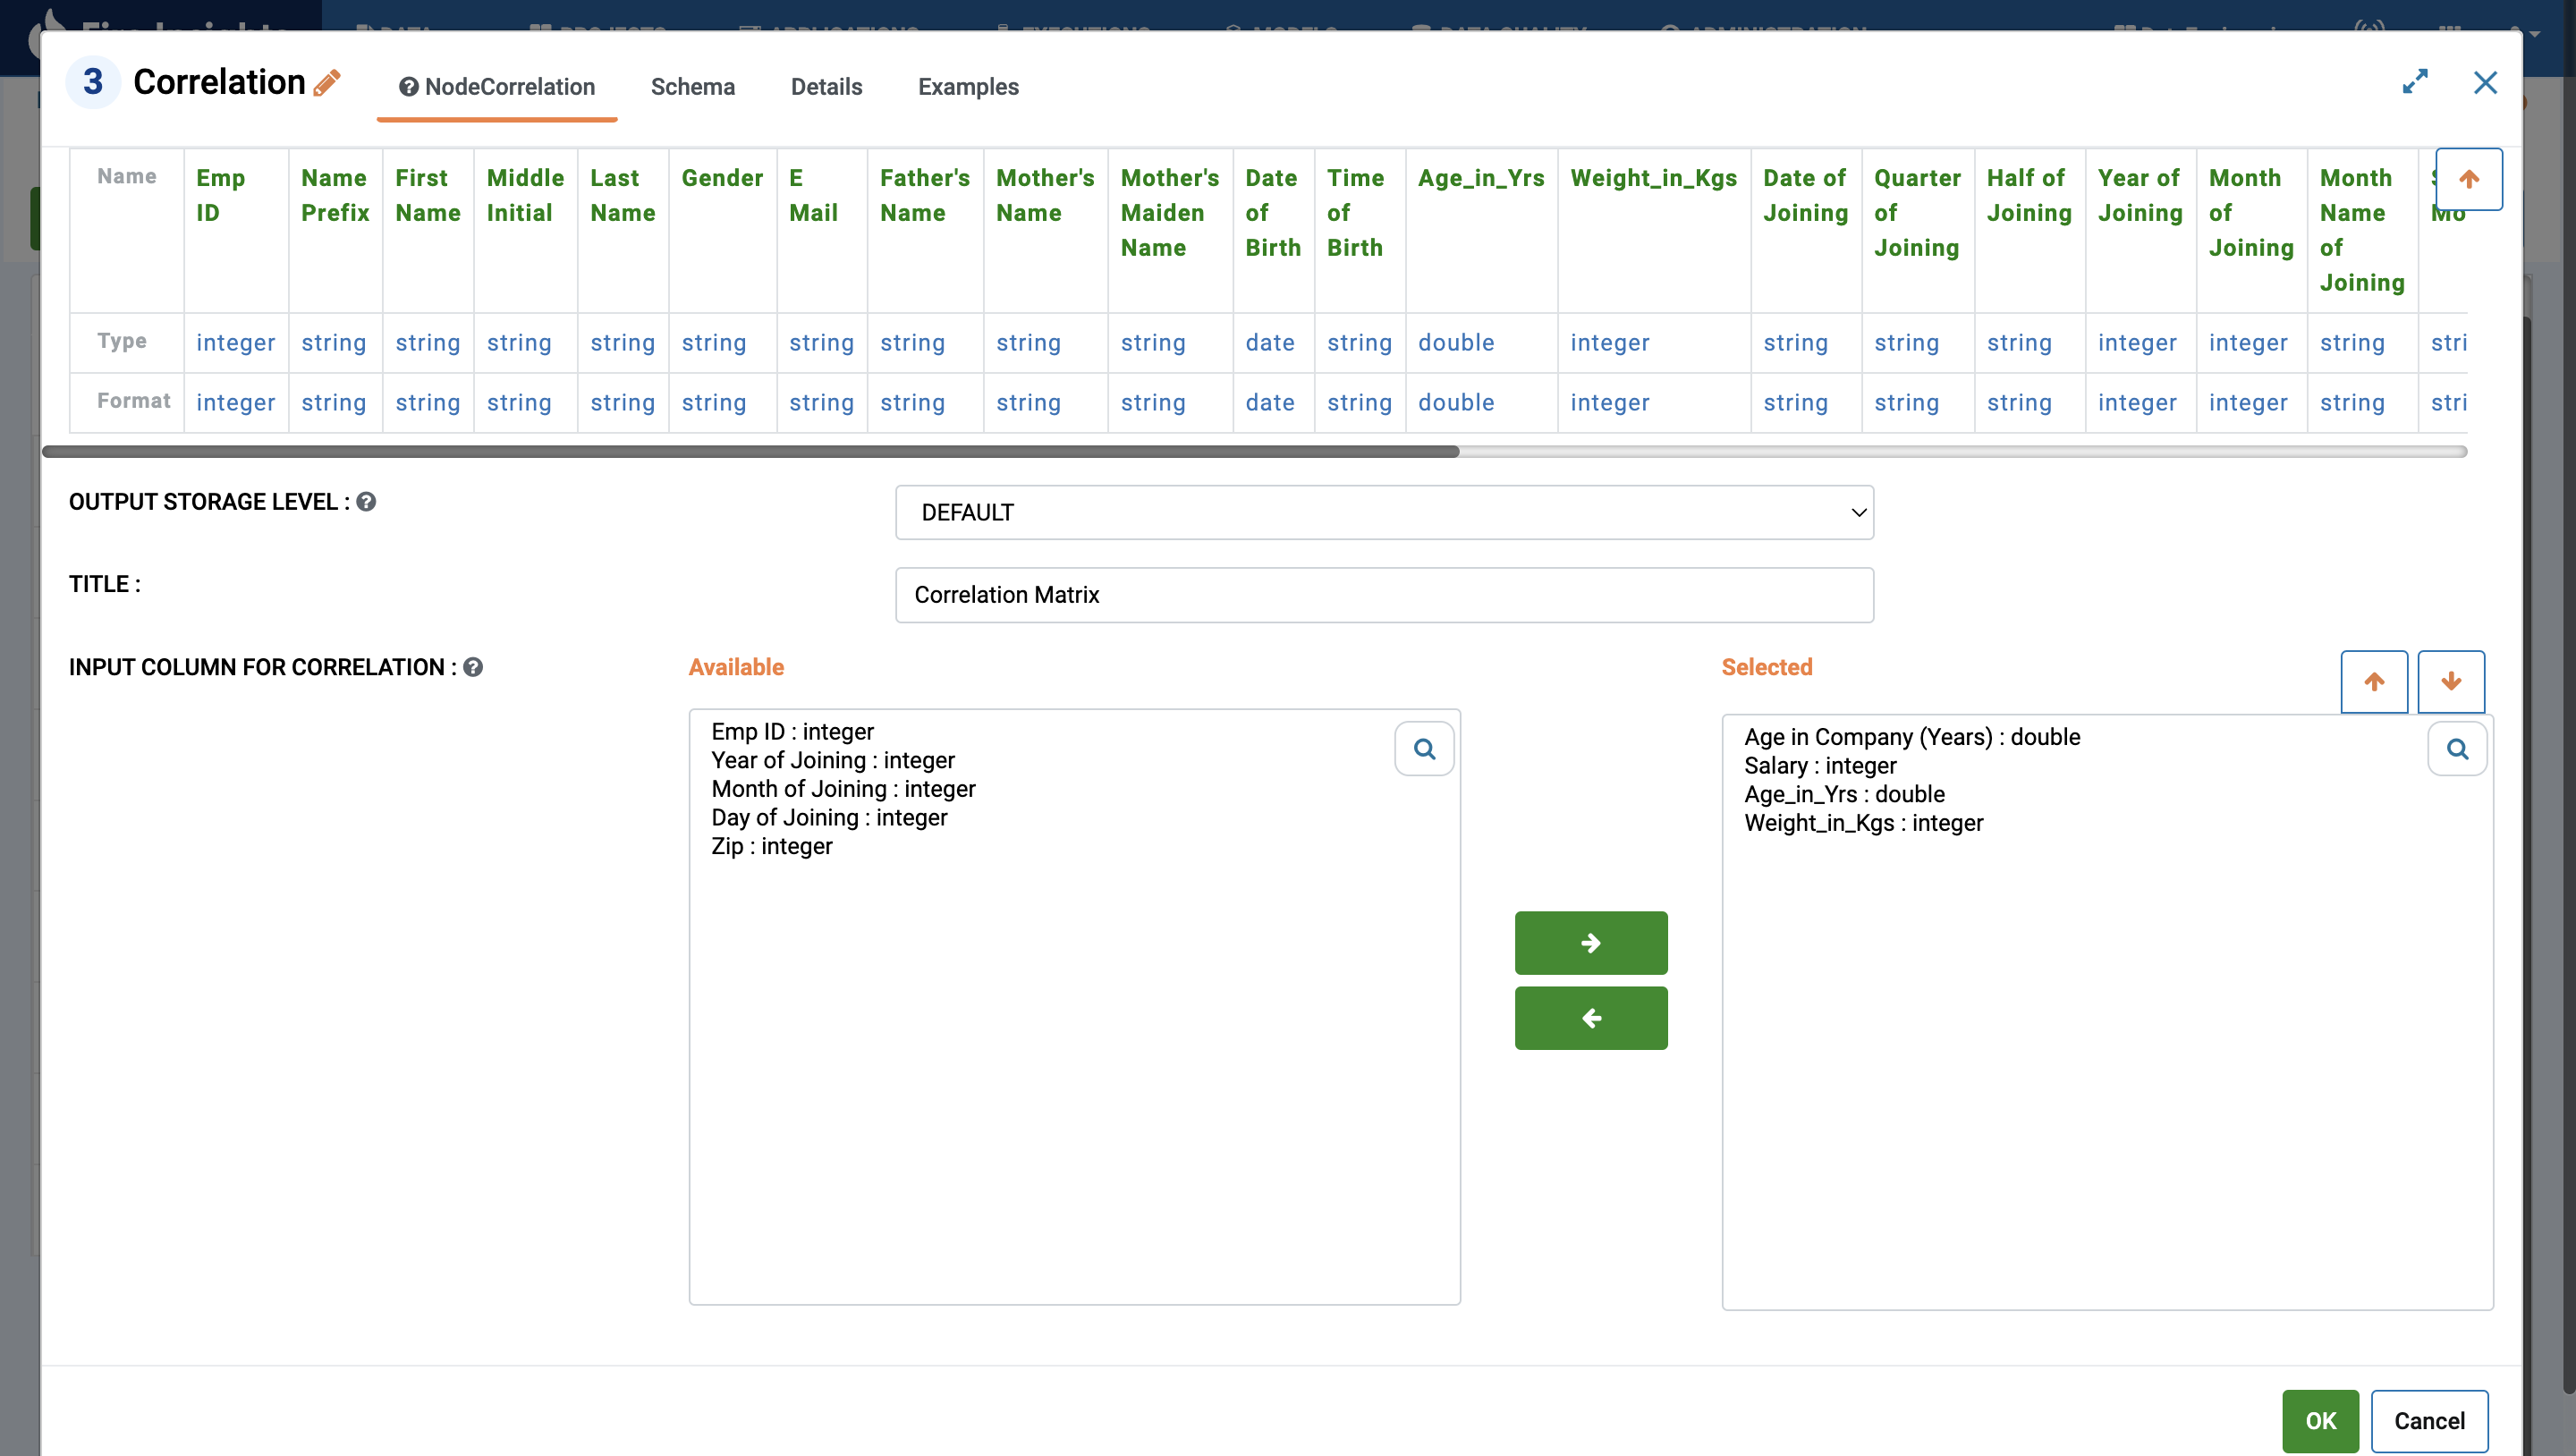 3 Correlation NodeCorrelation Schema Details Examples
Name Emp ID Name Prefix First Name Middle Initial Last Name Gender E Mail Father's Name Mother's Name Mother's Maiden Name Date of Birth Time of Birth Age_in_Yrs Weight_in_Kgs Date of Joining Quarter of Joining Half of Joining Year of Joining Month of Joining Month Name of Joining Mo
Type integer string string string string string string string string string date string double integer string string string integer integer string stri
Format integer string string string string string string string string string date string double integer string string string integer integer string stri
OUTPUT STORAGE LEVEL :
DEFAULT
TITLE :
Correlation Matrix
INPUT COLUMN FOR CORRELATION :
Available
Emp ID : integer
Year of Joining : integer
Month of Joining : integer
Day of Joining : integer
Zip : integer
Selected
Age in Company (Years) : double
Salary : integer
Age_in_Yrs : double
Weight_in_Kgs : integer
OK Cancel